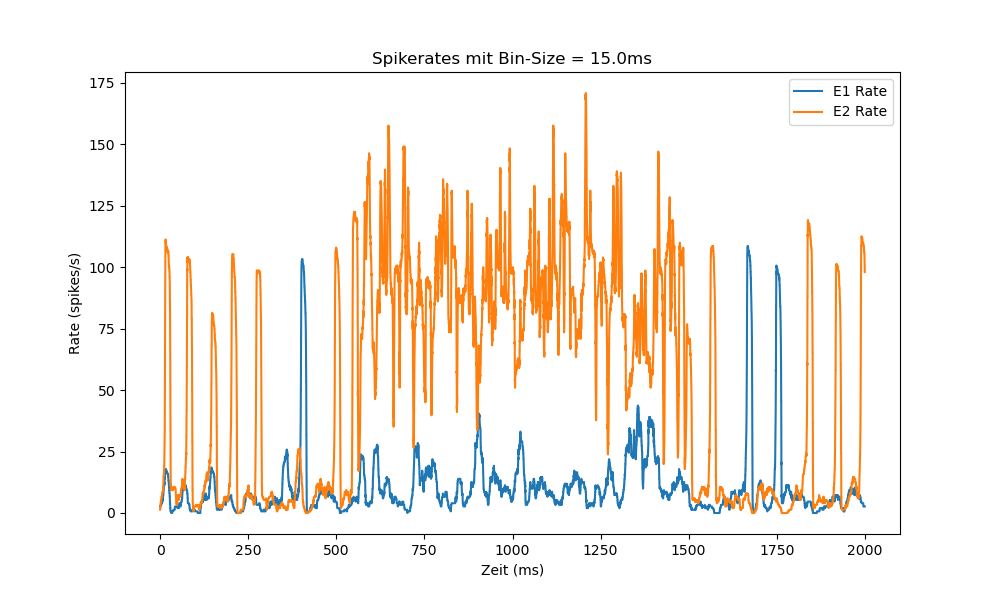 Spikerates mit Bin-Size = 15.0ms
E1 Rate
E2 Rate
175
150
125
100
75
50
25
0
Rate (spikes/s)
0 250 500 750 1000 1250 1500 1750 2000
Zeit (ms)